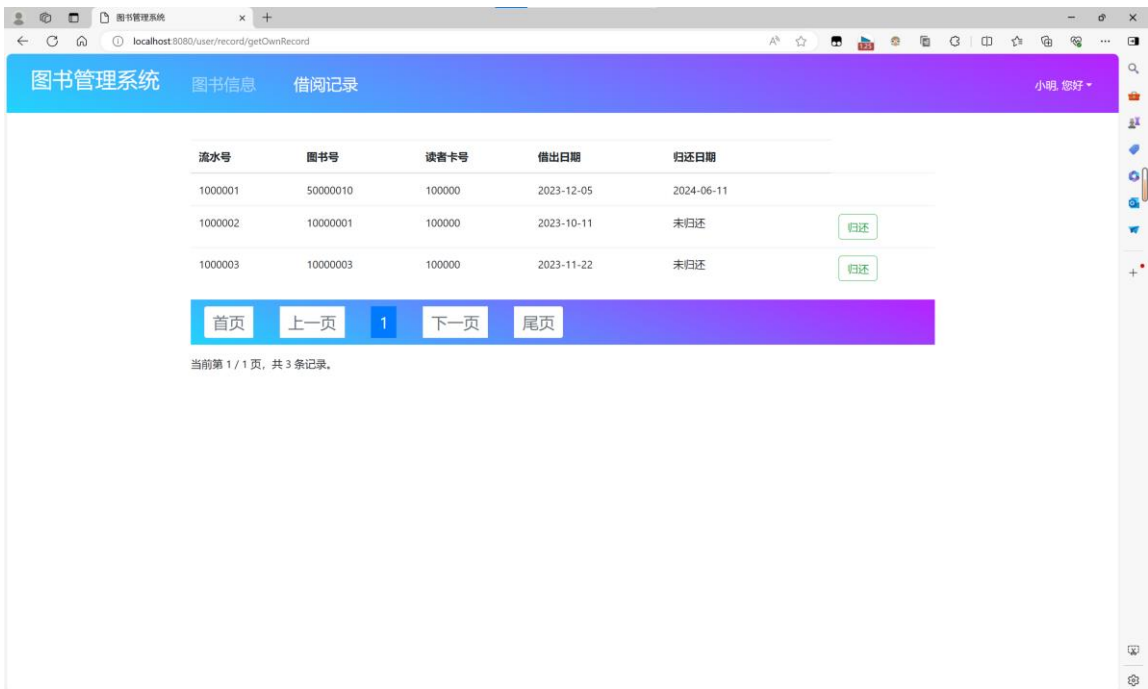 图书管理系统
localhost:8080/user/record/getOwnRecord
125
图书管理系统 图书信息 借阅记录 小明, 您好
流水号 图书号 读者卡号 借出日期 归还日期
1000001 50000010 100000 2023-12-05 2024-06-11
1000002 10000001 100000 2023-10-11 未归还 归还
1000003 10000003 100000 2023-11-22 未归还 归还
首页 上一页 1 下一页 尾页
当前第 1 / 1 页, 共 3 条记录。